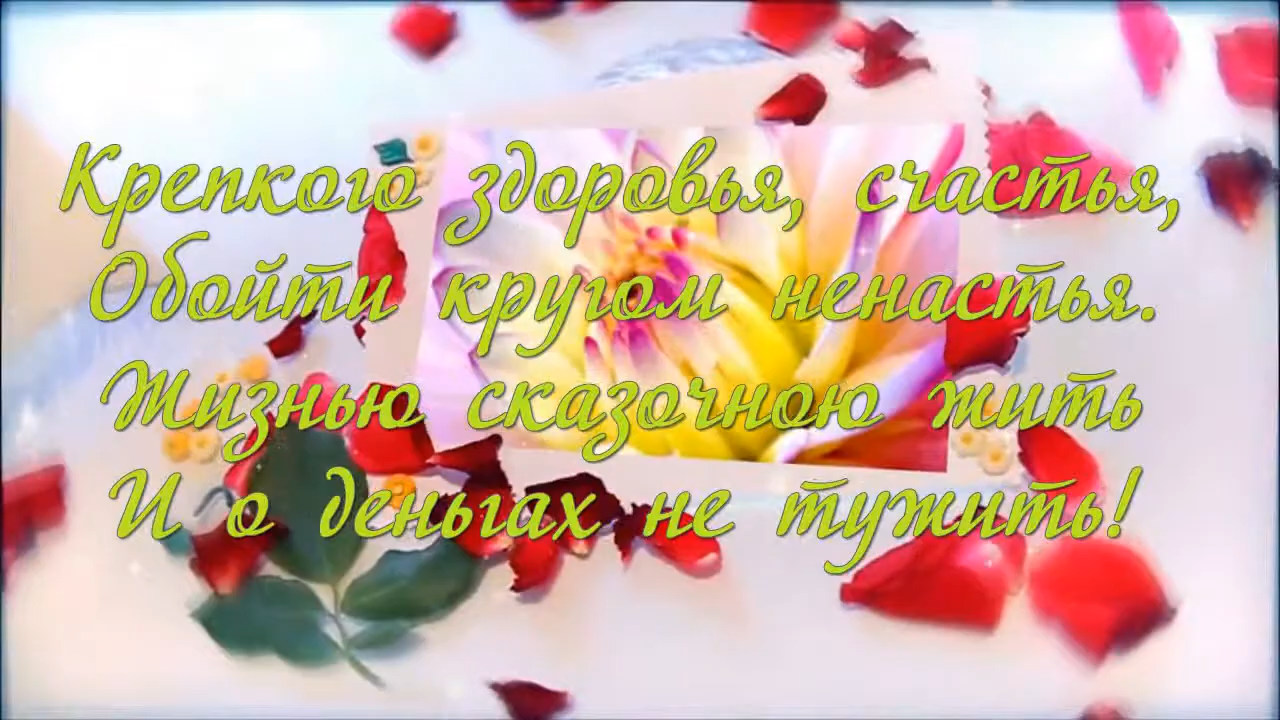 Крепкого здоровья, счастья,
Обойти кругом ненастья.
Жизнью сказочною жить
И о деньгах не тужить!